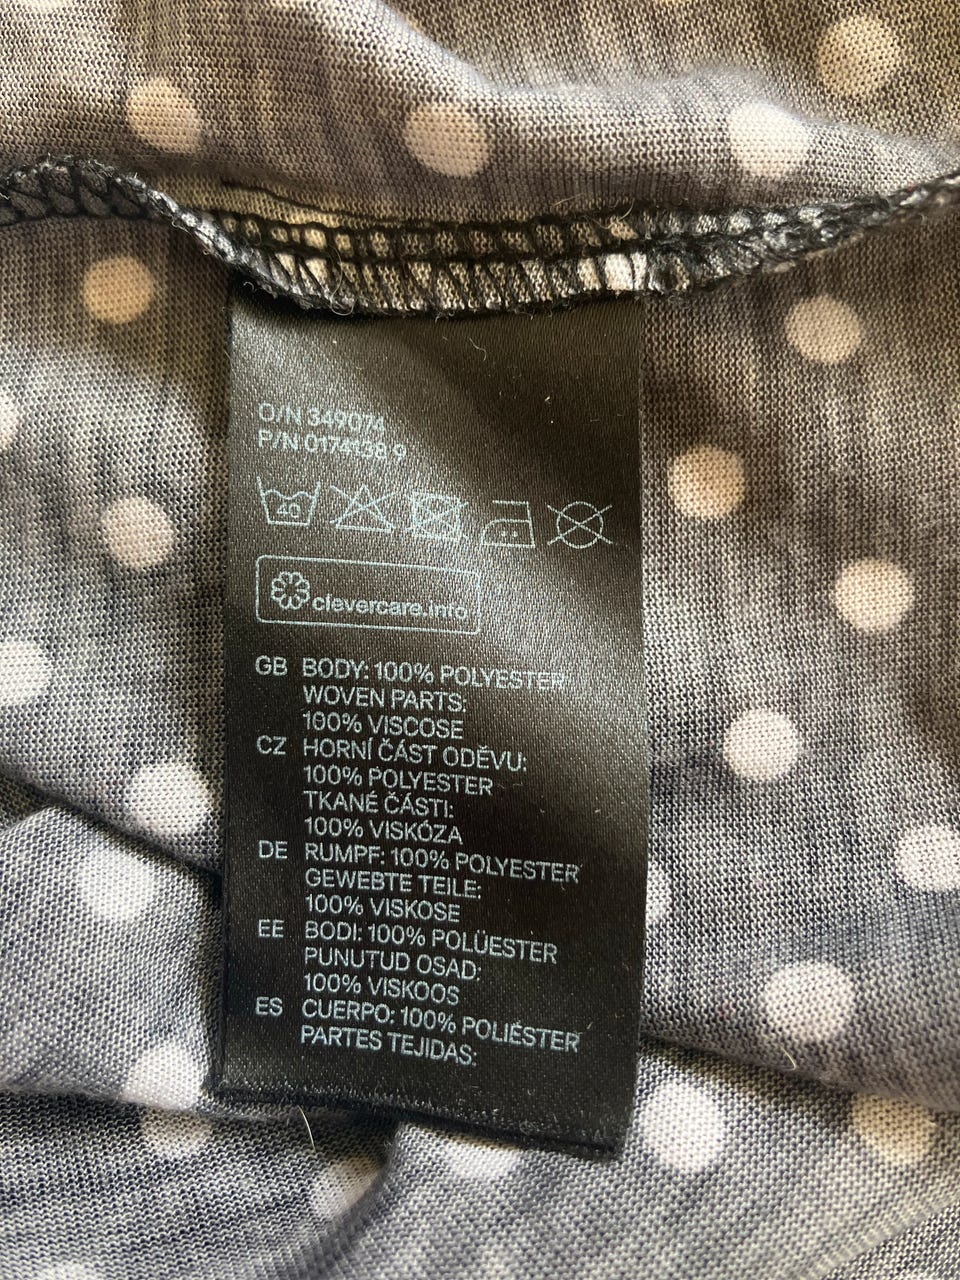 O/N 349074
40
clevercare.info
GB BODY: 100% POLYESTER
WOVEN PARTS:
100% VISCOSE
CZ HORNÍ ČÁST ODĚVU:
100% POLYESTER
TKANÉ ČÁSTI:
100% VISKÓZA
DE RUMPF: 100% POLYESTER
GEWEBTE TEILE:
100% VISKOSE
EE BODI: 100% POLÜESTER
PUNUTUD OSAD:
100% VISKOOS
ES CUERPO: 100% POLIÉSTER
PARTES TEJIDAS: